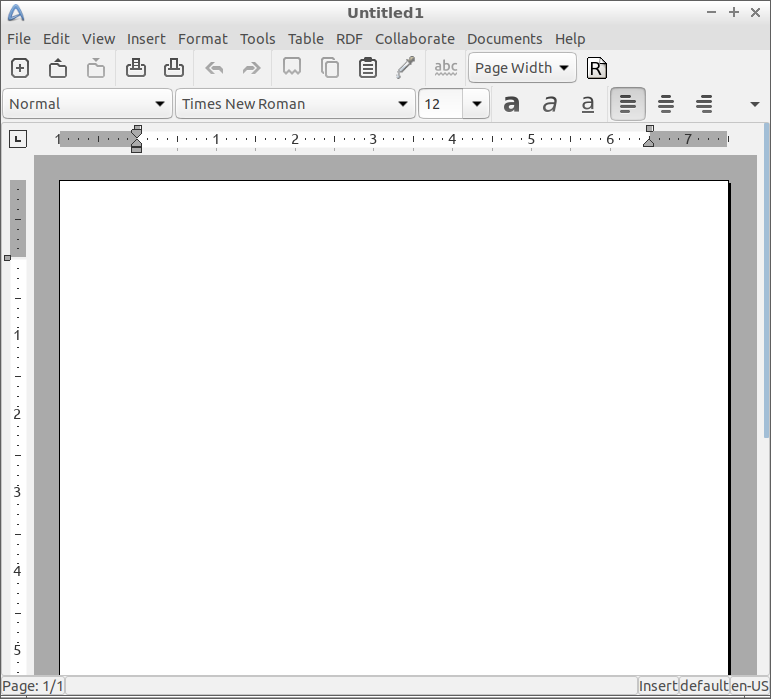 Untitled1
File Edit View Insert Format Tools Table RDF Collaborate Documents Help
abc Page Width R
Normal Times New Roman 12 a a a
L 1 1 2 3 4 5 6 7
1
2
3
4
5
Page: 1/1 Insert default en-US